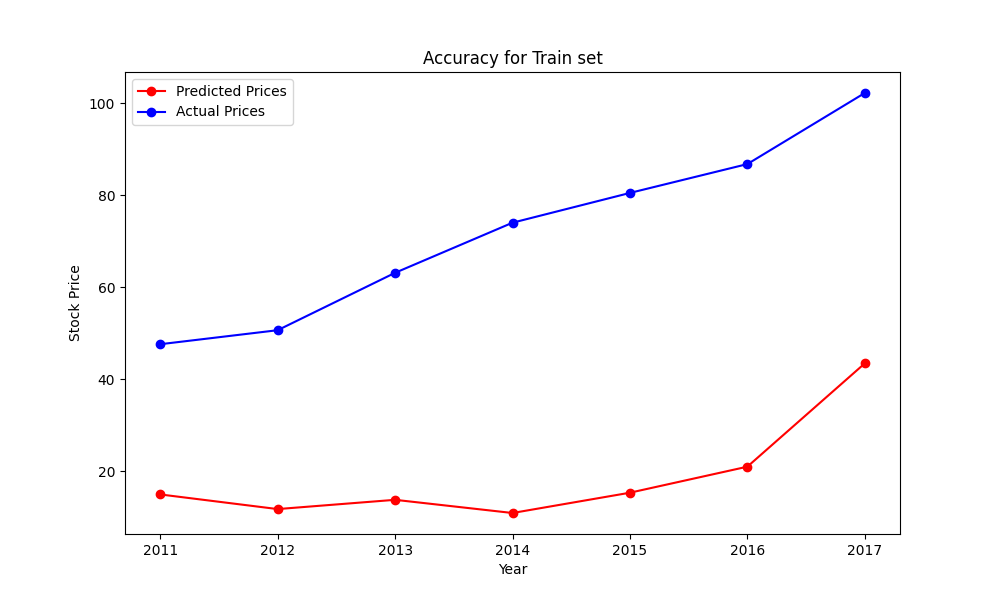 Accuracy for Train set
Predicted Prices
Actual Prices
Stock Price
100
80
60
40
20
2011 2012 2013 2014 2015 2016 2017
Year